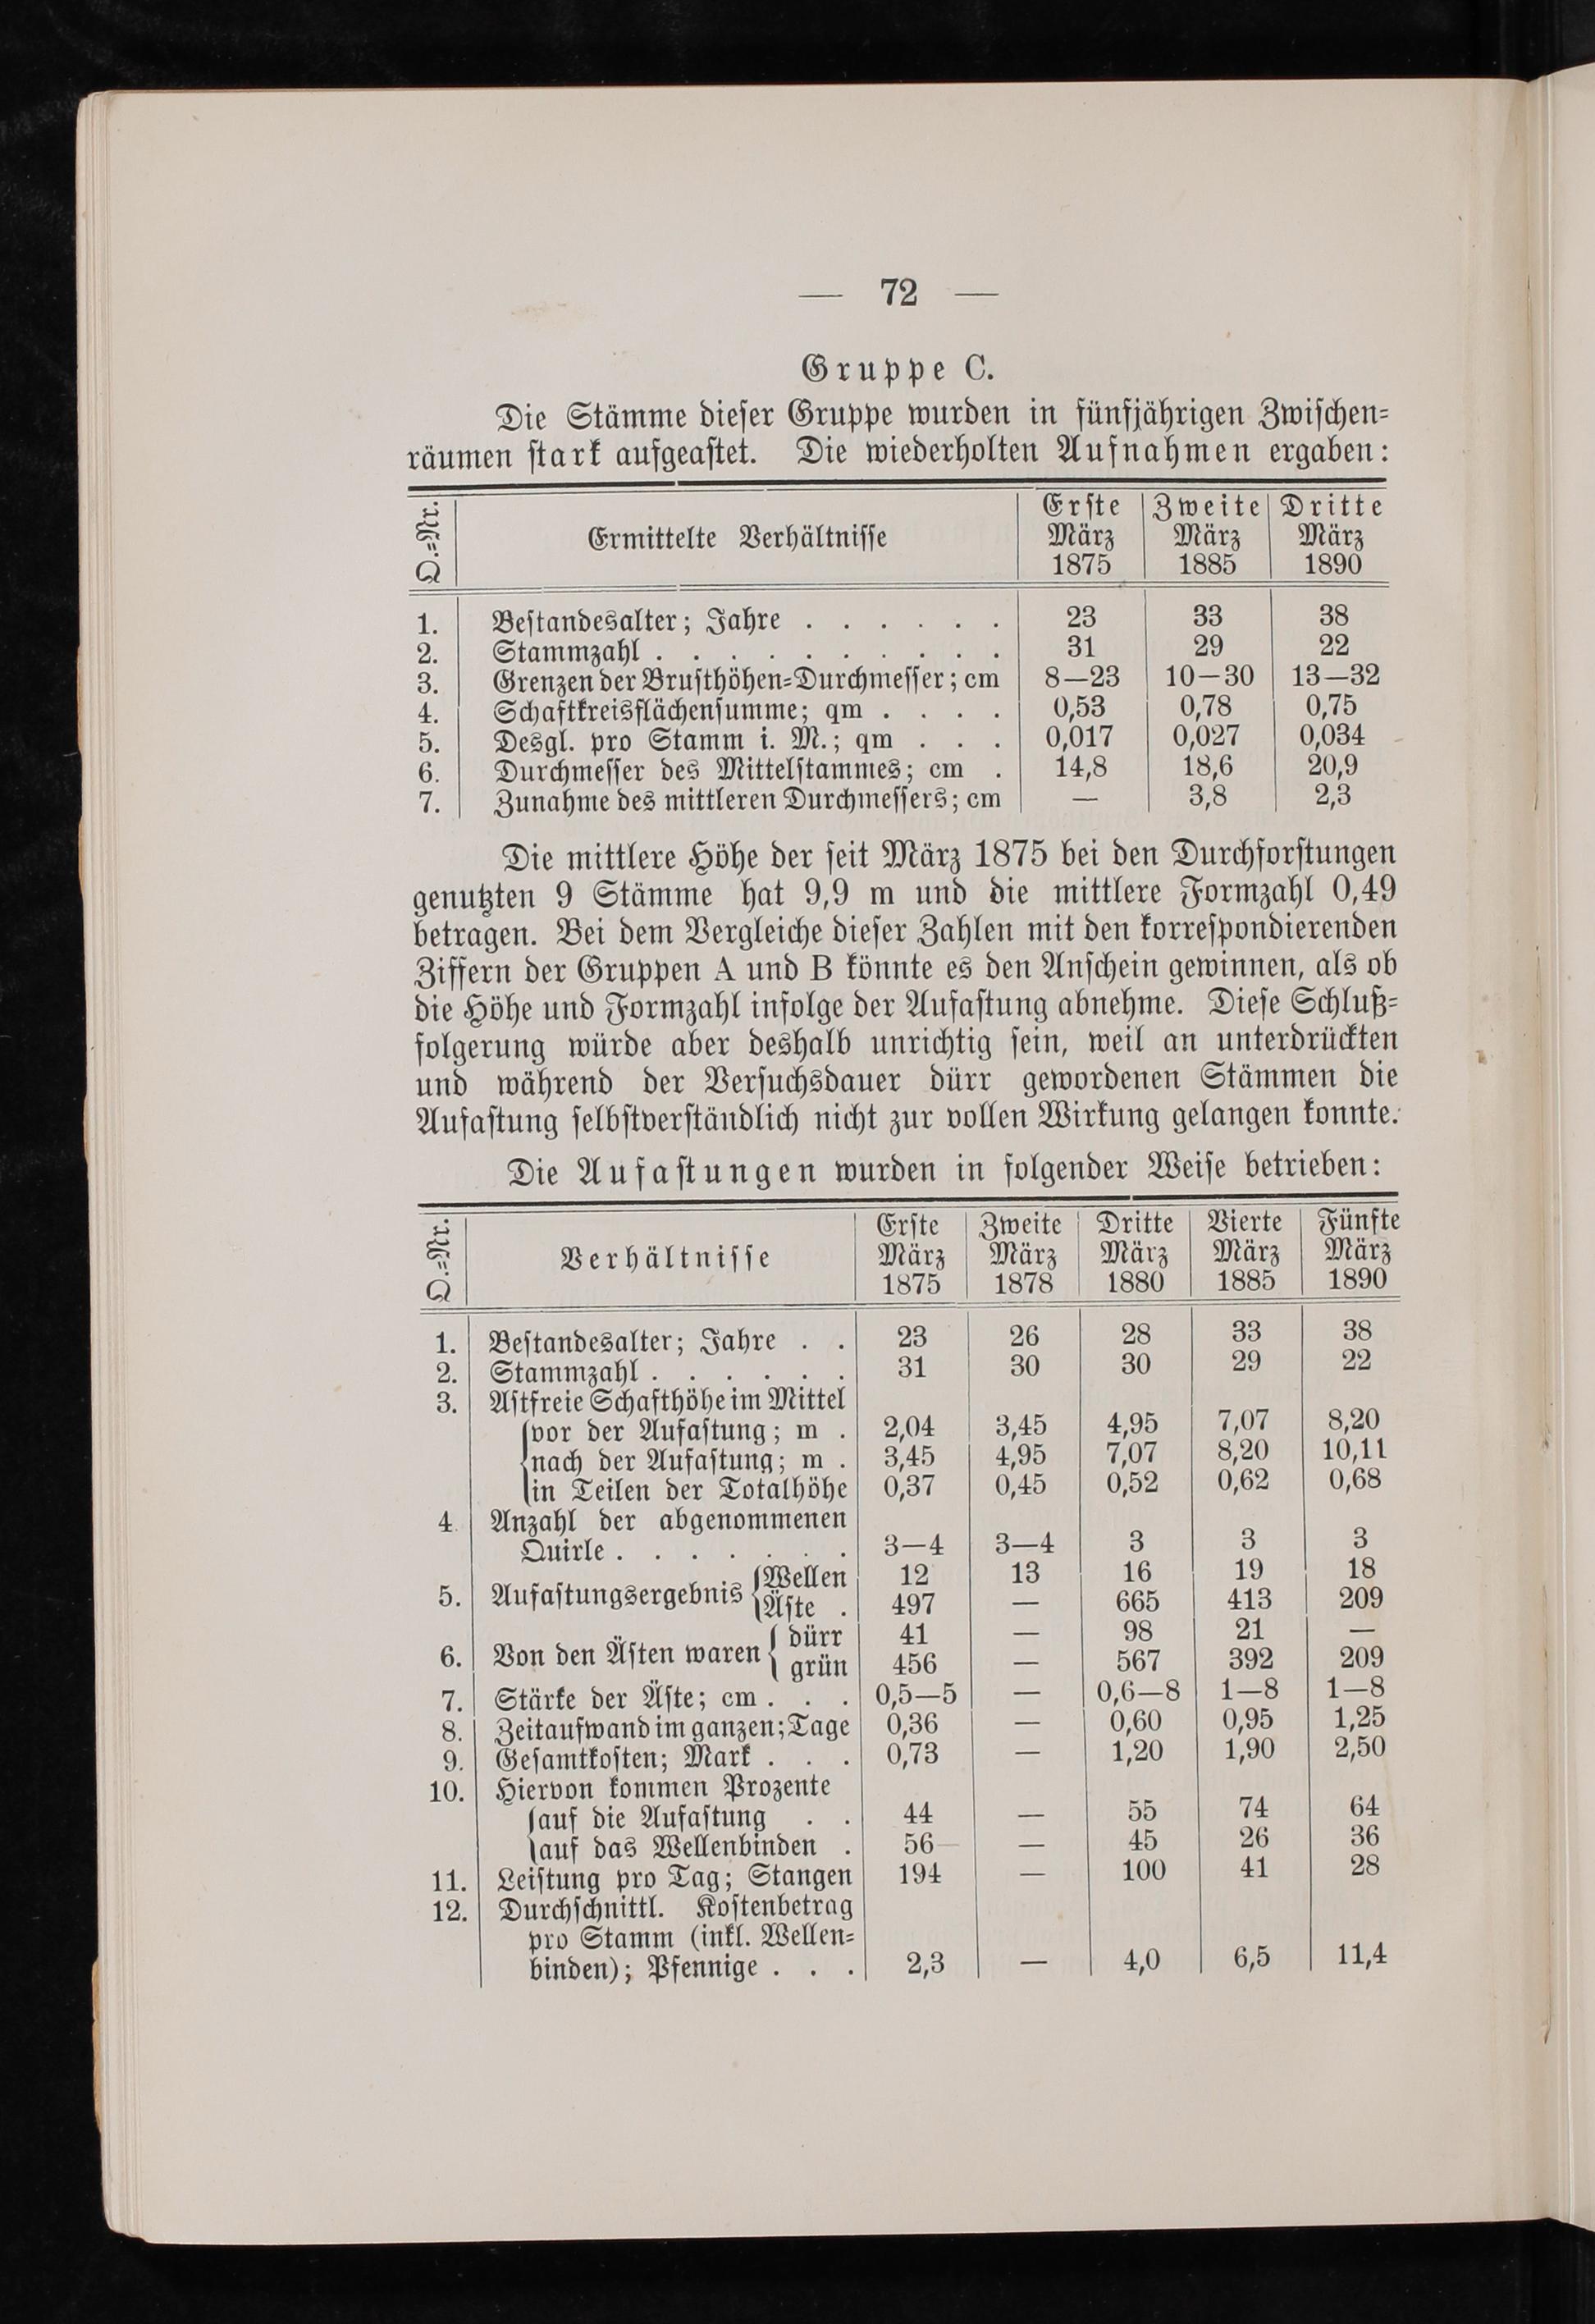 — 72 —
Gruppe C.
Die Stämme dieſer Gruppe wurden in fünfjährigen Zwiſchen-
räumen ſtark aufgeaſtet. Die wiederholten Aufnahmen ergaben:
O.-Nr. Ermittelte Verhältniſſe Erſte März 1875 Zweite März 1885 Dritte März 1890
1. Beſtandesalter; Jahre . . . . . . 23 33 38
2. Stammzahl . . . . . . . . . . 31 29 22
3. Grenzen der Bruſthöhen-Durchmeſſer; cm 8—23 10—30 13—32
4. Schaftkreisflächenſumme; qm . . . . 0,53 0,78 0,75
5. Desgl. pro Stamm i. M.; qm . . . 0,017 0,027 0,034
6. Durchmeſſer des Mittelſtammes; cm . 14,8 18,6 20,9
7. Zunahme des mittleren Durchmeſſers; cm — 3,8 2,3
Die mittlere Höhe der ſeit März 1875 bei den Durchforſtungen
genutzten 9 Stämme hat 9,9 m und die mittlere Formzahl 0,49
betragen. Bei dem Vergleiche dieſer Zahlen mit den korreſpondierenden
Ziffern der Gruppen A und B könnte es den Anſchein gewinnen, als ob
die Höhe und Formzahl infolge der Aufaſtung abnehme. Dieſe Schluß-
folgerung würde aber deshalb unrichtig ſein, weil an unterdrückten
und während der Verſuchsdauer dürr gewordenen Stämmen die
Aufaſtung ſelbſtverſtändlich nicht zur vollen Wirkung gelangen konnte.
Die Aufaſtungen wurden in folgender Weiſe betrieben:
O.-Nr. Verhältniſſe Erſte März 1875 Zweite März 1878 Dritte März 1880 Vierte März 1885 Fünfte März 1890
1. Beſtandesalter; Jahre . . 23 26 28 33 38
2. Stammzahl . . . . . . 31 30 30 29 22
3. Aſtfreie Schafthöhe im Mittel
vor der Aufaſtung; m . 2,04 3,45 4,95 7,07 8,20
nach der Aufaſtung; m . 3,45 4,95 7,07 8,20 10,11
in Teilen der Totalhöhe 0,37 0,45 0,52 0,62 0,68
4. Anzahl der abgenommenen
Quirle . . . . . . . 3—4 3—4 3 3 3
5. Aufaſtungsergebnis Wellen 12 13 16 19 18
Äſte . 497 — 665 413 209
6. Von den Äſten waren dürr 41 — 98 21 —
grün 456 — 567 392 209
7. Stärke der Äſte; cm . . . 0,5—5 — 0,6—8 1—8 1—8
8. Zeitaufwand im ganzen; Tage 0,36 — 0,60 0,95 1,25
9. Geſamtkoſten; Mark . . . 0,73 — 1,20 1,90 2,50
10. Hiervon kommen Prozente
auf die Aufaſtung . . 44 — 55 74 64
auf das Wellenbinden . 56 — 45 26 36
11. Leiſtung pro Tag; Stangen 194 — 100 41 28
12. Durchſchnittl. Koſtenbetrag
pro Stamm (inkl. Wellen-
binden); Pfennige . . . 2,3 — 4,0 6,5 11,4